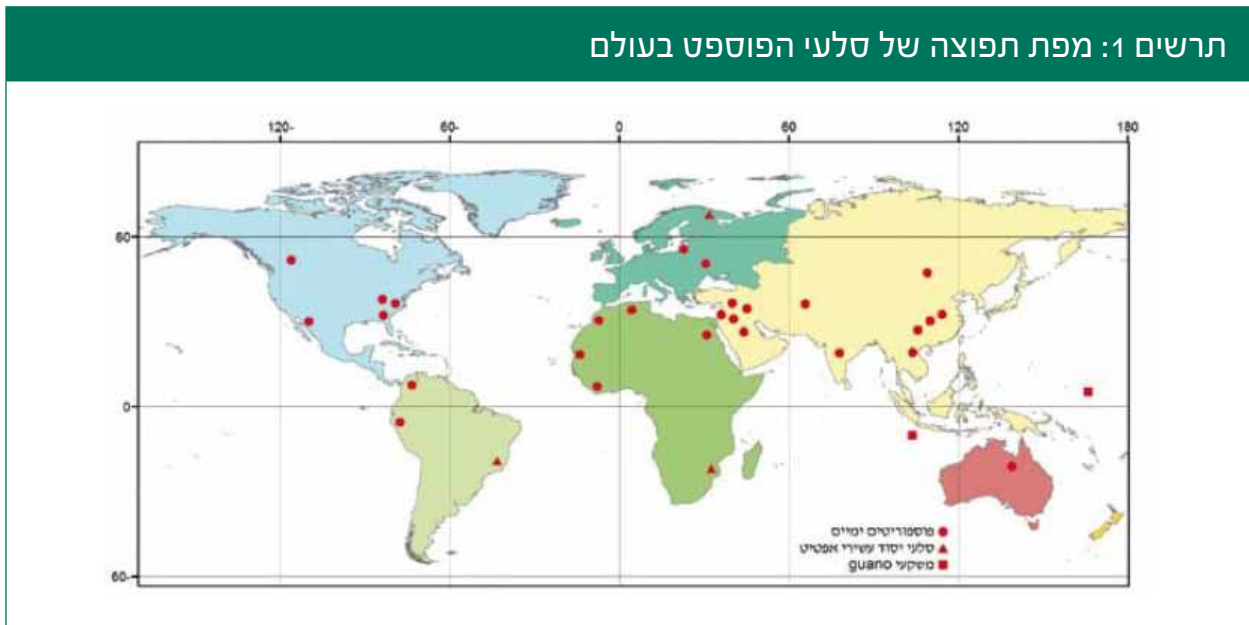 תרשים 1: מפת תפוצה של סלעי הפוספט בעולם
120-
60-
0
60
120
180
60
0
60-
פוספוריטים ימיים
סלעי יסוד עשירי אפטיט
משקעי guano